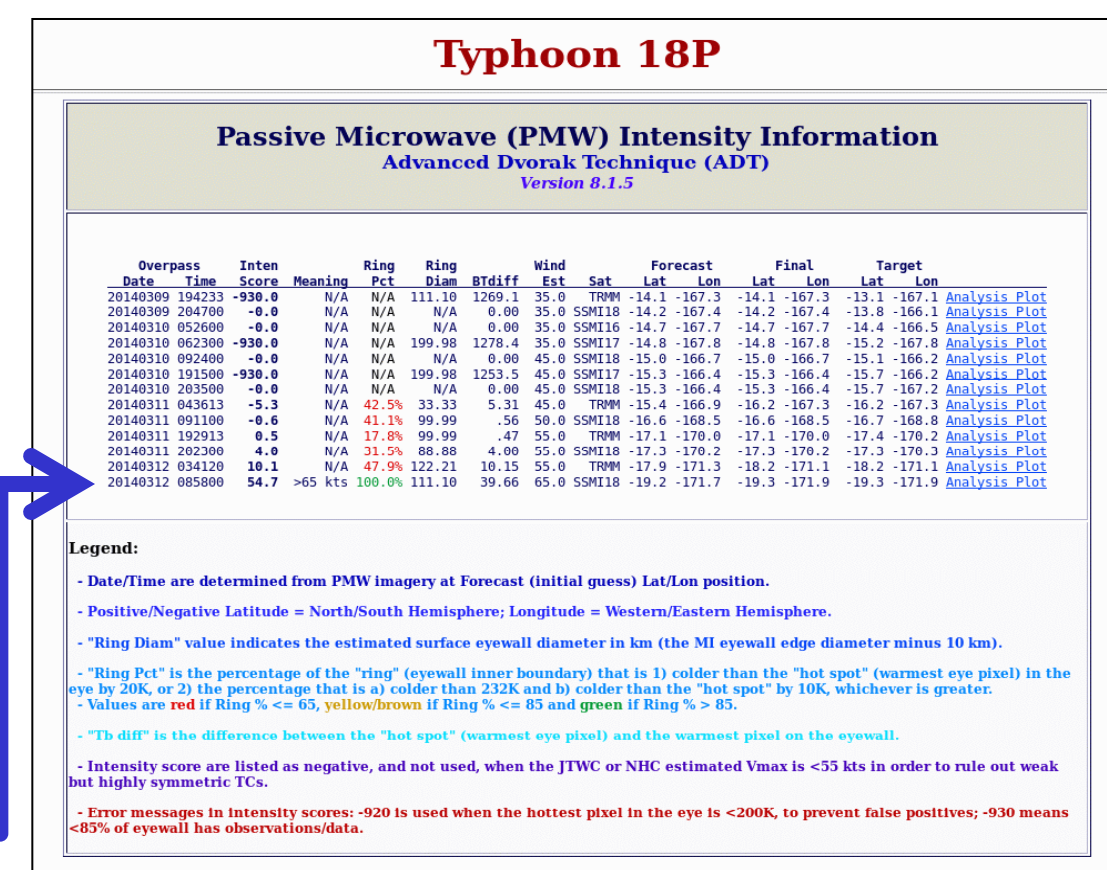 Typhoon 18P
Passive Microwave (PMW) Intensity Information
Advanced Dvorak Technique (ADT)
Version 8.1.5
Overpass Inten Ring Ring Wind Forecast Final Target
Date Time Score Meaning Pct Diam BTdiff Est Sat Lat Lon Lat Lon Lat Lon
20140309 194233 -930.0 N/A N/A 111.10 1269.1 35.0 TRMM -14.1 -167.3 -14.1 -167.3 -13.1 -167.1 Analysis Plot
20140309 204700 -0.0 N/A N/A N/A 0.00 35.0 SSMI18 -14.2 -167.4 -14.2 -167.4 -13.8 -166.1 Analysis Plot
20140310 052600 -0.0 N/A N/A N/A 0.00 35.0 SSMI16 -14.7 -167.7 -14.7 -167.7 -14.4 -166.5 Analysis Plot
20140310 062300 -930.0 N/A N/A 199.98 1278.4 35.0 SSMI17 -14.8 -167.8 -14.8 -167.8 -15.2 -167.8 Analysis Plot
20140310 092400 -0.0 N/A N/A N/A 0.00 45.0 SSMI18 -15.0 -166.7 -15.0 -166.7 -15.1 -166.2 Analysis Plot
20140310 191500 -930.0 N/A N/A 199.98 1253.5 45.0 SSMI17 -15.3 -166.4 -15.3 -166.4 -15.7 -166.2 Analysis Plot
20140310 203500 -0.0 N/A N/A N/A 0.00 45.0 SSMI18 -15.3 -166.4 -15.3 -166.4 -15.7 -167.2 Analysis Plot
20140311 043613 -5.3 N/A 42.5% 33.33 5.31 45.0 TRMM -15.4 -166.9 -16.2 -167.3 -16.2 -167.3 Analysis Plot
20140311 091100 -0.6 N/A 41.1% 99.99 .56 50.0 SSMI18 -16.6 -168.5 -16.6 -168.5 -16.7 -168.8 Analysis Plot
20140311 192913 0.5 N/A 17.8% 99.99 .47 55.0 TRMM -17.1 -170.0 -17.1 -170.0 -17.4 -170.2 Analysis Plot
20140311 202300 4.0 N/A 31.5% 88.88 4.00 55.0 SSMI18 -17.3 -170.2 -17.3 -170.2 -17.3 -170.3 Analysis Plot
20140312 034120 10.1 N/A 47.9% 122.21 10.15 55.0 TRMM -17.9 -171.3 -18.2 -171.1 -18.2 -171.1 Analysis Plot
20140312 085800 54.7 >65 kts 100.0% 111.10 39.66 65.0 SSMI18 -19.2 -171.7 -19.3 -171.9 -19.3 -171.9 Analysis Plot
Legend:
- Date/Time are determined from PMW imagery at Forecast (initial guess) Lat/Lon position.
- Positive/Negative Latitude = North/South Hemisphere; Longitude = Western/Eastern Hemisphere.
- "Ring Diam" value indicates the estimated surface eyewall diameter in km (the MI eyewall edge diameter minus 10 km).
- "Ring Pct" is the percentage of the "ring" (eyewall inner boundary) that is 1) colder than the "hot spot" (warmest eye pixel) in the
eye by 20K, or 2) the percentage that is a) colder than 232K and b) colder than the "hot spot" by 10K, whichever is greater.
- Values are red if Ring % <= 65, yellow/brown if Ring % <= 85 and green if Ring % > 85.
- "Tb diff" is the difference between the "hot spot" (warmest eye pixel) and the warmest pixel on the eyewall.
- Intensity score are listed as negative, and not used, when the JTWC or NHC estimated Vmax is <55 kts in order to rule out weak
but highly symmetric TCs.
- Error messages in intensity scores: -920 is used when the hottest pixel in the eye is <200K, to prevent false positives; -930 means
<85% of eyewall has observations/data.